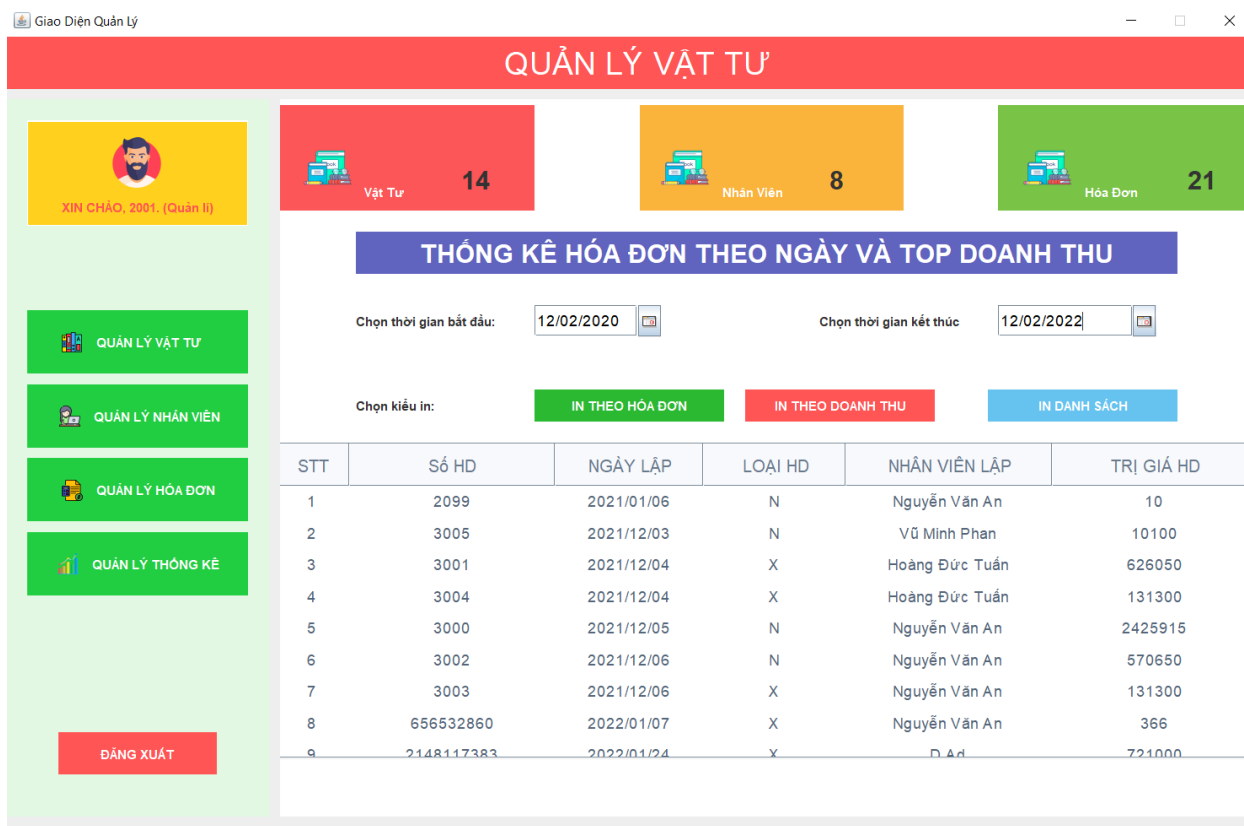 Giao Diện Quản Lý
QUẢN LÝ VẬT TƯ
XIN CHÀO, 2001. (Quản lí)
Vật Tư 14
Nhân Viên 8
Hóa Đơn 21
THỐNG KÊ HÓA ĐƠN THEO NGÀY VÀ TOP DOANH THU
Chọn thời gian bắt đầu: 12/02/2020 Chọn thời gian kết thúc 12/02/2022
Chọn kiểu in: IN THEO HÓA ĐƠN IN THEO DOANH THU IN DANH SÁCH
QUẢN LÝ VẬT TƯ
QUẢN LÝ NHÂN VIÊN
QUẢN LÝ HÓA ĐƠN
QUẢN LÝ THỐNG KÊ
ĐĂNG XUẤT
STT Số HD NGÀY LẬP LOẠI HD NHÂN VIÊN LẬP TRỊ GIÁ HD
1 2099 2021/01/06 N Nguyễn Văn An 10
2 3005 2021/12/03 N Vũ Minh Phan 10100
3 3001 2021/12/04 X Hoàng Đức Tuấn 626050
4 3004 2021/12/04 X Hoàng Đức Tuấn 131300
5 3000 2021/12/05 N Nguyễn Văn An 2425915
6 3002 2021/12/06 N Nguyễn Văn An 570650
7 3003 2021/12/06 X Nguyễn Văn An 131300
8 656532860 2022/01/07 X Nguyễn Văn An 366
9 2148117383 2022/01/24 X D Ad 721000